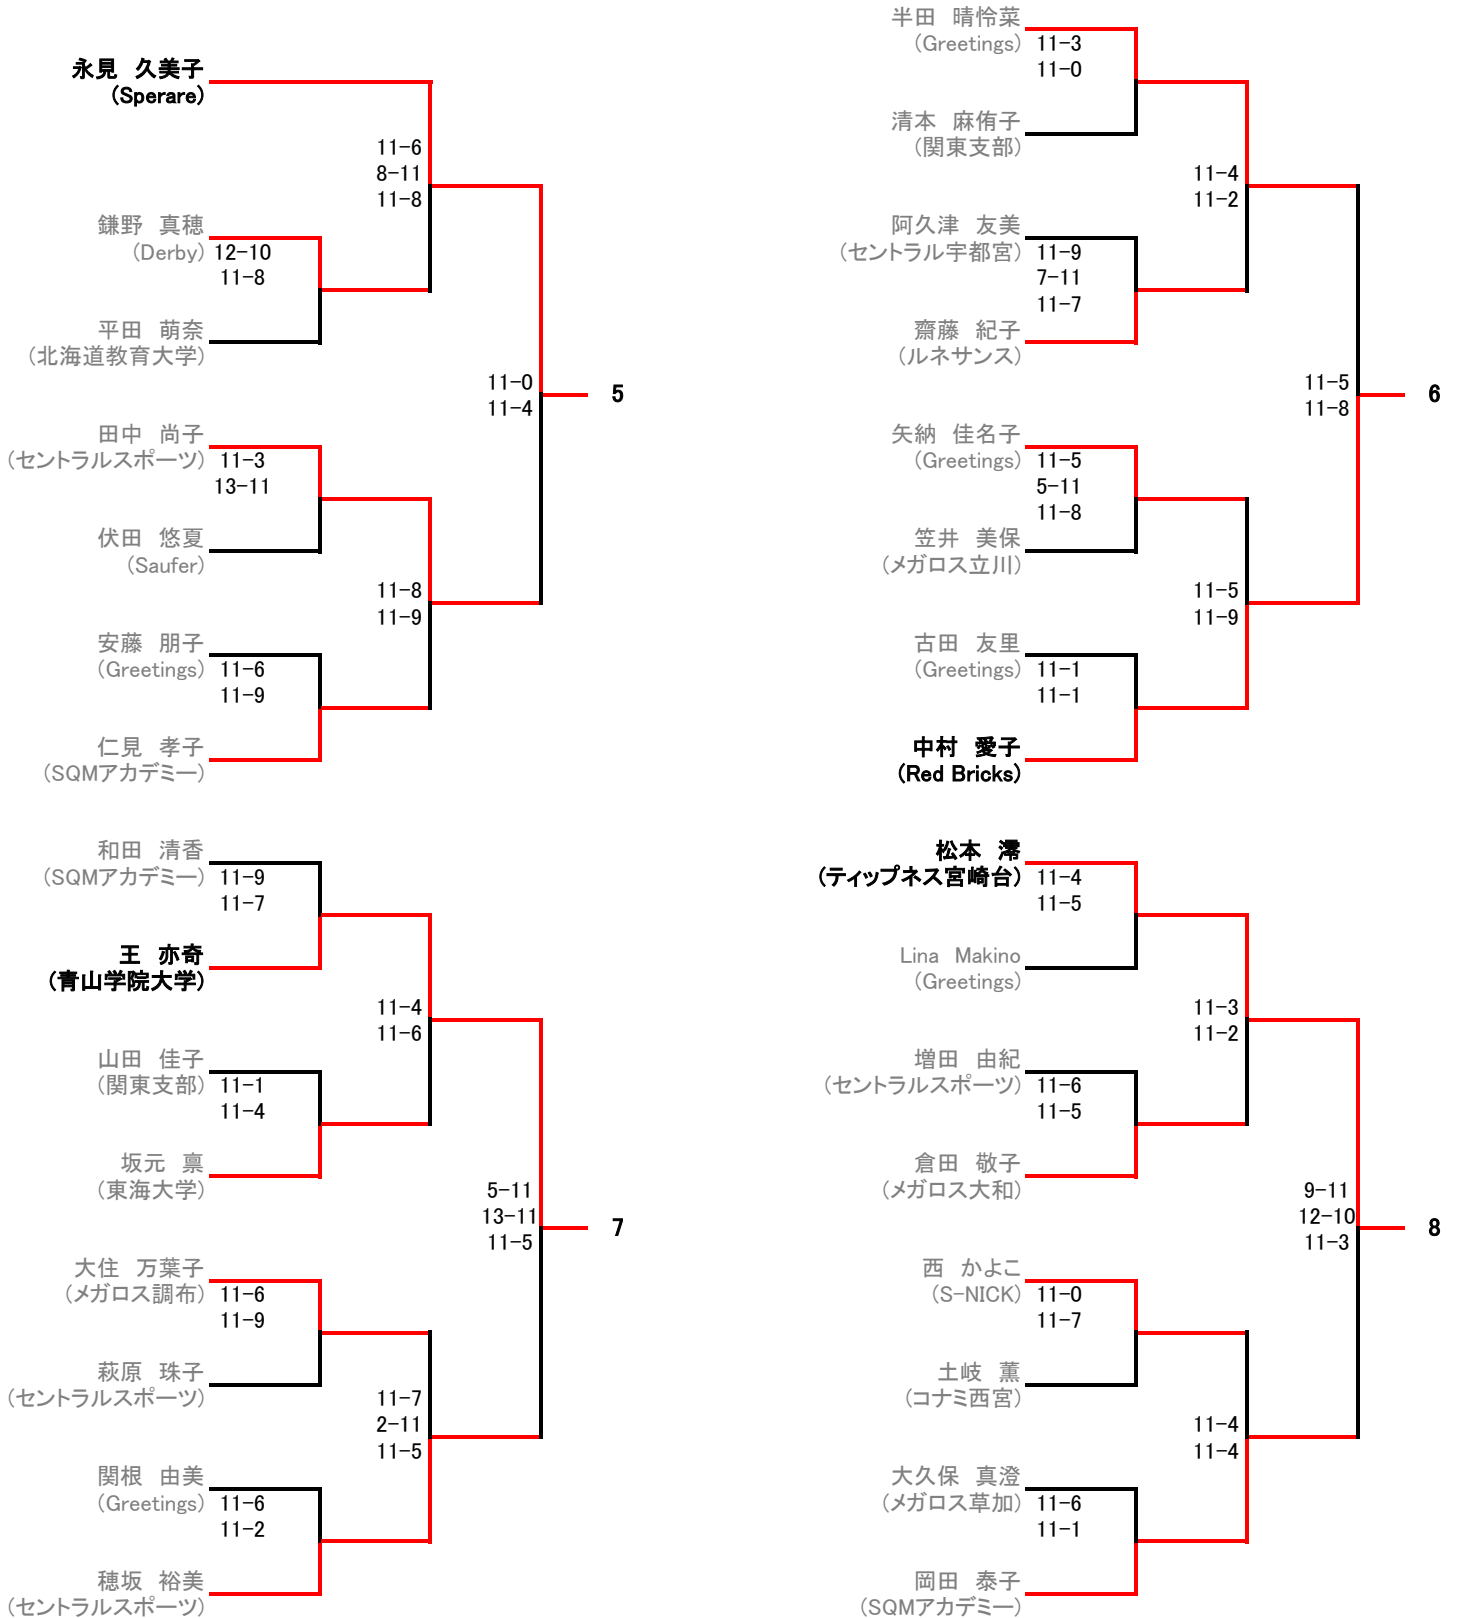 永見 久美子
(Sperare)
11-6
8-11
11-8
鎌野 真穂
(Derby)
12-10
11-8
平田 萌奈
(北海道教育大学)
11-0
11-4
5
田中 尚子
(セントラルスポーツ)
11-3
13-11
伏田 悠夏
(Saufer)
11-8
11-9
安藤 朋子
(Greetings)
11-6
11-9
仁見 孝子
(SQMアカデミー)
半田 晴怜菜
(Greetings)
11-3
11-0
清本 麻侑子
(関東支部)
11-4
11-2
阿久津 友美
(セントラル宇都宮)
11-9
7-11
11-7
齋藤 紀子
(ルネサンス)
11-5
11-8
6
矢納 佳名子
(Greetings)
11-5
5-11
11-8
笠井 美保
(メガロス立川)
11-5
11-9
古田 友里
(Greetings)
11-1
11-1
中村 愛子
(Red Bricks)
和田 清香
(SQMアカデミー)
11-9
11-7
王 亦奇
(青山学院大学)
11-4
11-6
山田 佳子
(関東支部)
11-1
11-4
坂元 禀
(東海大学)
5-11
13-11
11-5
7
大住 万葉子
(メガロス調布)
11-6
11-9
萩原 珠子
(セントラルスポーツ)
11-7
2-11
11-5
関根 由美
(Greetings)
11-6
11-2
穂坂 裕美
(セントラルスポーツ)
松本 澪
(ティップネス宮崎台)
11-4
11-5
Lina Makino
(Greetings)
11-3
11-2
増田 由紀
(セントラルスポーツ)
11-6
11-5
倉田 敬子
(メガロス大和)
9-11
12-10
11-3
8
西 かよこ
(S-NICK)
11-0
11-7
土岐 薫
(コナミ西宮)
11-4
11-4
大久保 真澄
(メガロス草加)
11-6
11-1
岡田 泰子
(SQMアカデミー)